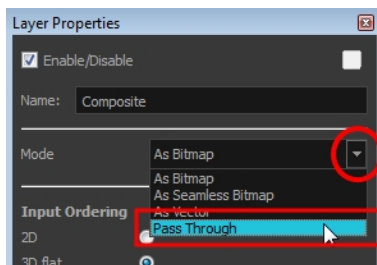 Layer Properties
Enable/Disable
Name: Composite
Mode As Bitmap
As Bitmap
As Seamless Bitmap
As Vector
Input Ordering
Pass Through
2D
3D flat